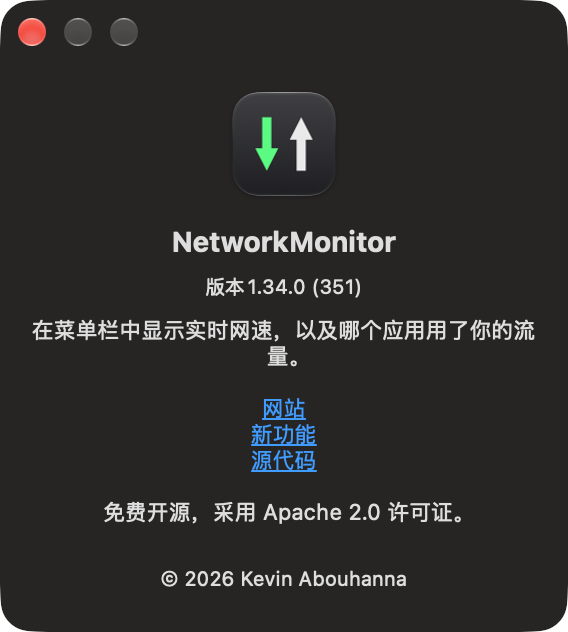 NetworkMonitor
版本1.34.0 (351)
在菜单栏中显示实时网速，以及哪个应用用了你的流
量。
网站
新功能
源代码
免费开源，采用 Apache 2.0 许可证。
© 2026 Kevin Abouhanna